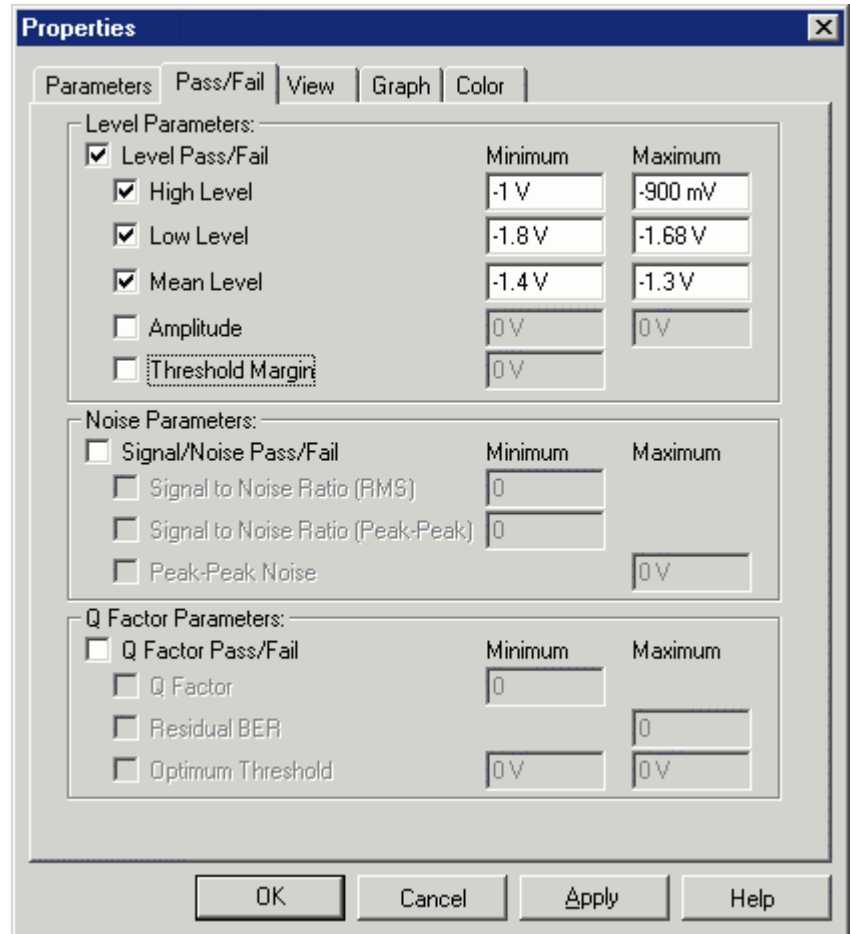 Properties
Parameters Pass/Fail View Graph Color
Level Parameters:
Level Pass/Fail Minimum Maximum
High Level -1 V -900 mV
Low Level -1.8 V -1.68 V
Mean Level -1.4 V -1.3 V
Amplitude 0 V 0 V
Threshold Margin 0 V
Noise Parameters:
Signal/Noise Pass/Fail Minimum Maximum
Signal to Noise Ratio (RMS) 0
Signal to Noise Ratio (Peak-Peak) 0
Peak-Peak Noise 0 V
Q Factor Parameters:
Q Factor Pass/Fail Minimum Maximum
Q Factor 0
Residual BER 0
Optimum Threshold 0 V 0 V
OK Cancel Apply Help